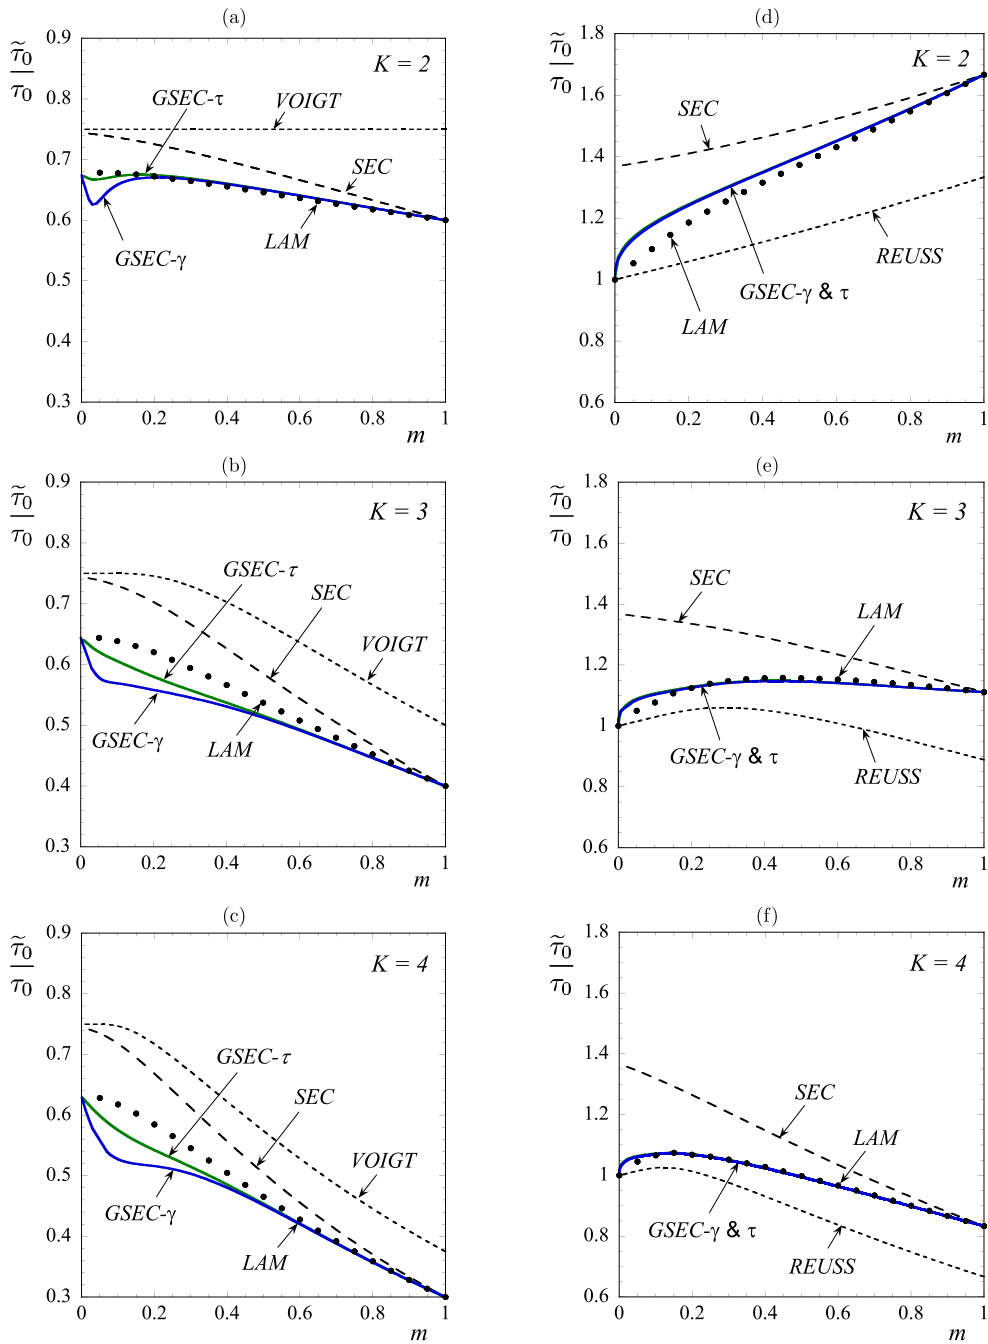 (a)
τ̃0
τ0
0.9
0.8
0.7
0.6
0.5
0.4
0.3
K = 2
GSEC-τ
VOIGT
SEC
LAM
GSEC-γ
0 0.2 0.4 0.6 0.8 1
m
(d)
τ̃0
τ0
1.8
1.6
1.4
1.2
1
0.8
0.6
K = 2
SEC
REUSS
GSEC-γ & τ
LAM
0 0.2 0.4 0.6 0.8 1
m
(b)
τ̃0
τ0
0.9
0.8
0.7
0.6
0.5
0.4
0.3
K = 3
GSEC-τ
SEC
VOIGT
GSEC-γ
LAM
0 0.2 0.4 0.6 0.8 1
m
(e)
τ̃0
τ0
1.8
1.6
1.4
1.2
1
0.8
0.6
K = 3
SEC
LAM
GSEC-γ & τ
REUSS
0 0.2 0.4 0.6 0.8 1
m
(c)
τ̃0
τ0
0.9
0.8
0.7
0.6
0.5
0.4
0.3
K = 4
GSEC-τ
SEC
VOIGT
GSEC-γ
LAM
0 0.2 0.4 0.6 0.8 1
m
(f)
τ̃0
τ0
1.8
1.6
1.4
1.2
1
0.8
0.6
K = 4
SEC
LAM
GSEC-γ & τ
REUSS
0 0.2 0.4 0.6 0.8 1
m